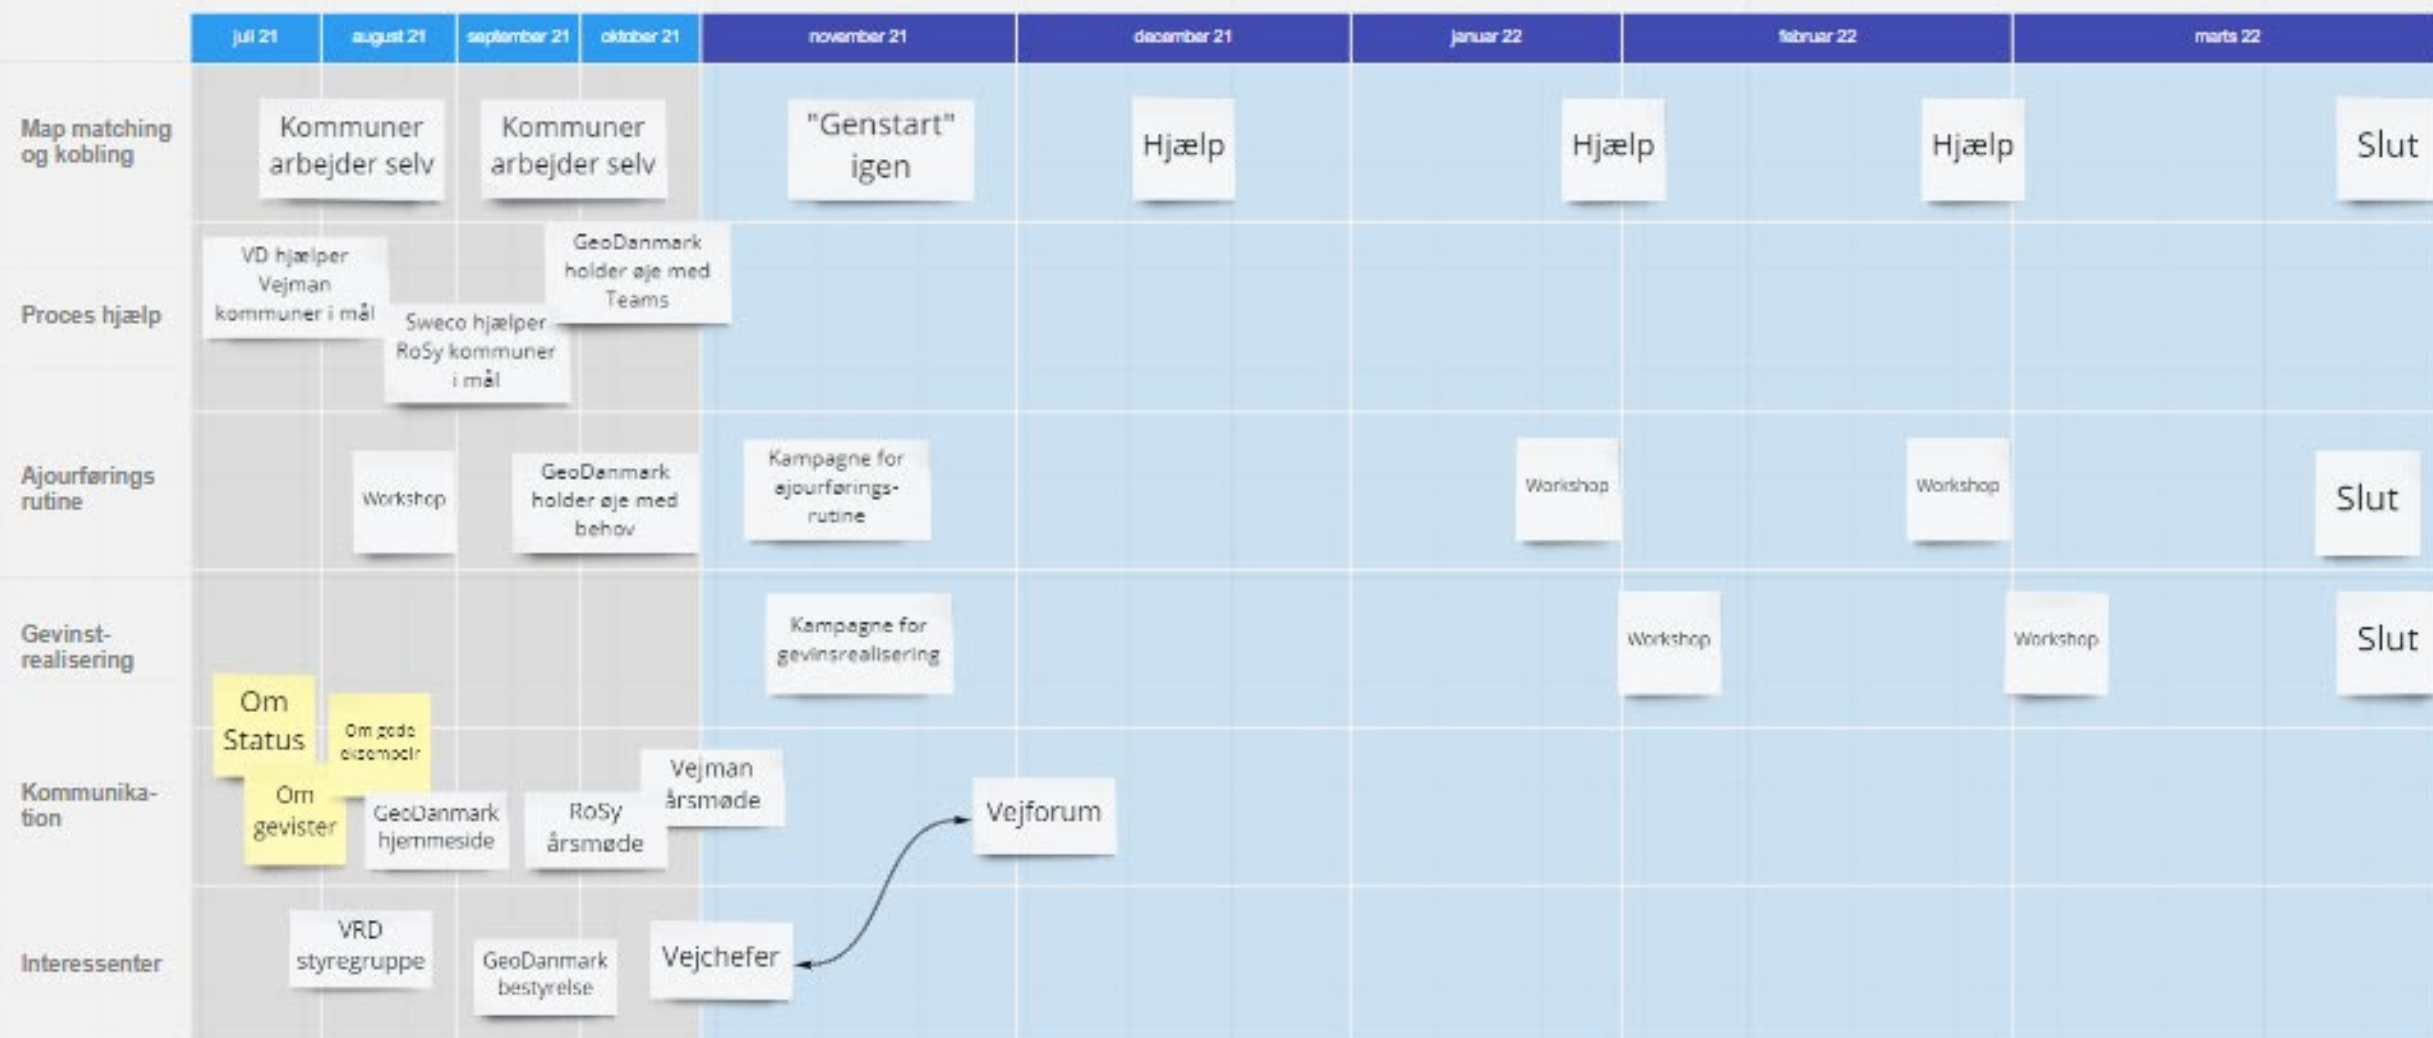 juli 21
august 21
september 21
oktober 21
november 21
december 21
januar 22
februar 22
marts 22
Map matching
og kobling
Kommuner
arbejder selv
Kommuner
arbejder selv
"Genstart"
igen
Hjælp
Hjælp
Hjælp
Slut
Proces hjælp
VD hjælper
Vejman
kommuner i mål
Sweco hjælper
RoSy kommuner
i mål
GeoDanmark
holder øje med
Teams
Ajourførings
rutine
Workshop
GeoDanmark
holder øje med
behov
Kampagne for
ajourførings-
rutine
Workshop
Workshop
Slut
Gevinst-
realisering
Kampagne for
gevinsrealisering
Workshop
Workshop
Slut
Kommunika-
tion
Om
Status
Om gode
eksempelr
Om
gevister
GeoDanmark
hjemmeside
RoSy
årsmøde
Vejman
årsmøde
Vejforum
Interessenter
VRD
styregruppe
GeoDanmark
bestyrelse
Vejchefer